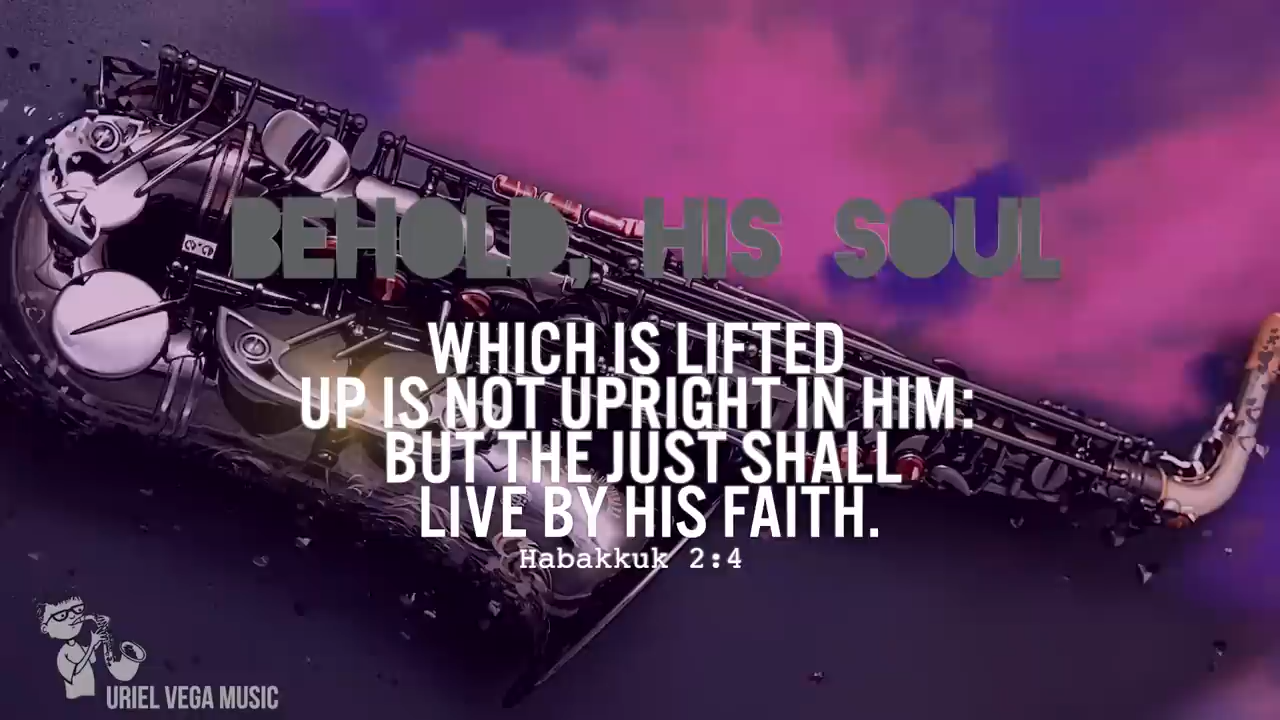 BEHOLD, HIS SOUL
WHICH IS LIFTED
UP IS NOT UPRIGHT IN HIM:
BUT THE JUST SHALL
LIVE BY HIS FAITH.
Habakkuk 2:4
URIEL VEGA MUSIC